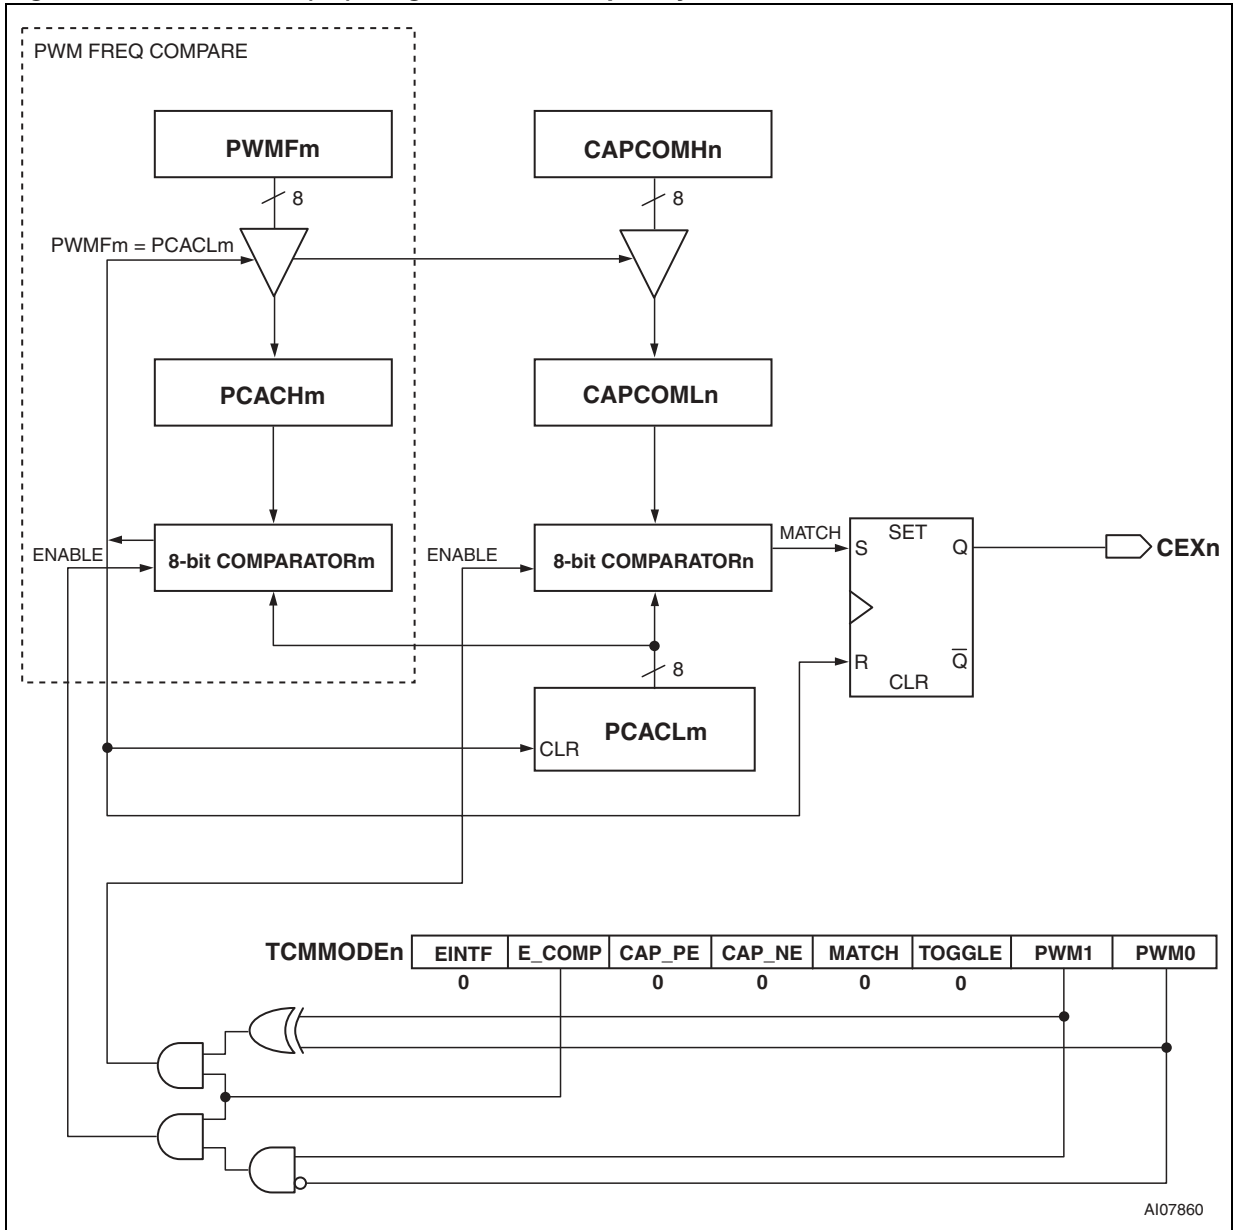 PWM FREQ COMPARE
PWMFm
CAPCOMHn
8
8
PWMFm = PCACLm
PCACHm
CAPCOMLn
ENABLE
8-bit COMPARATORm
ENABLE
8-bit COMPARATORn
MATCH
SET
S
Q
CEXn
R
Q
CLR
8
PCACLm
CLR
TCMMODEn
EINTF
E_COMP
CAP_PE
CAP_NE
MATCH
TOGGLE
PWM1
PWM0
0
0
0
0
0
AI07860